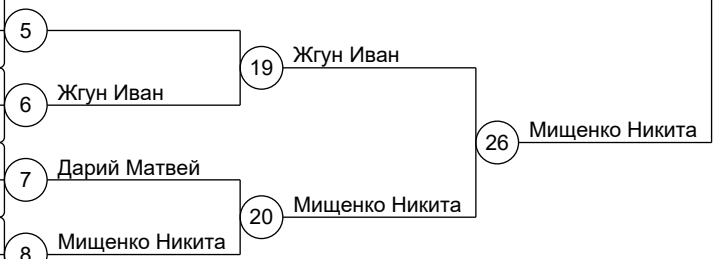 5
19 Жгун Иван
6 Жгун Иван
26 Мищенко Никита
7 Дарий Матвей
20 Мищенко Никита
8 Мищенко Никита